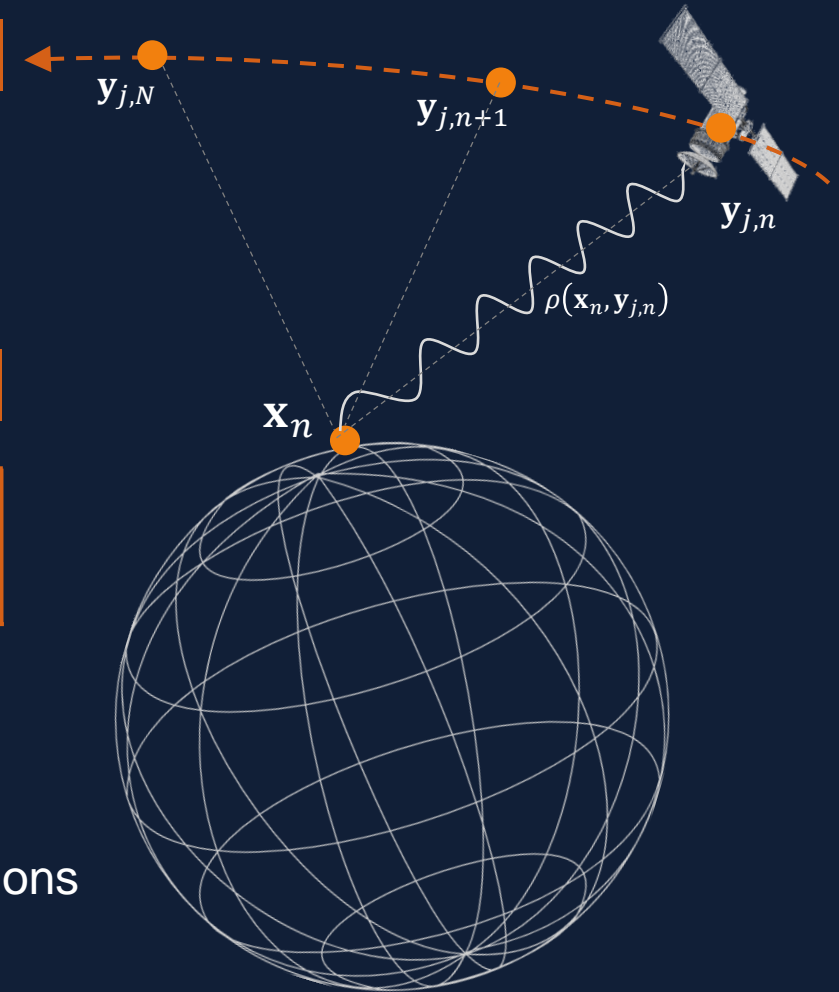 𝐲_{j,N}
𝐲_{j,n+1}
𝐲_{j,n}
ρ(𝐱_n, 𝐲_{j,n})
𝐱_n
ons